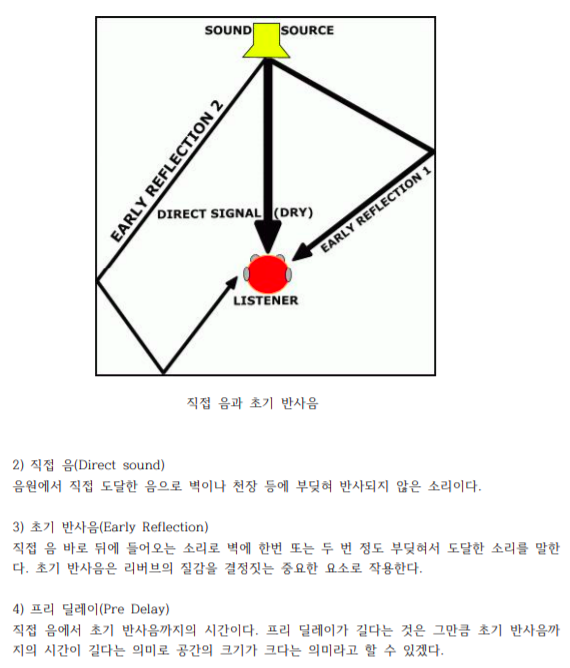 SOUND SOURCE
EARLY REFLECTION 2
EARLY REFLECTION 1
DIRECT SIGNAL (DRY)
LISTENER
직접 음과 초기 반사음
2) 직접 음(Direct sound)
음원에서 직접 도달한 음으로 벽이나 천장 등에 부딪혀 반사되지 않은 소리이다.
3) 초기 반사음(Early Reflection)
직접 음 바로 뒤에 들어오는 소리로 벽에 한번 또는 두 번 정도 부딪혀서 도달한 소리를 말한
다. 초기 반사음은 리버브의 질감을 결정짓는 중요한 요소로 작용한다.
4) 프리 딜레이(Pre Delay)
직접 음에서 초기 반사음까지의 시간이다. 프리 딜레이가 길다는 것은 그만큼 초기 반사음까
지의 시간이 길다는 의미로 공간의 크기가 크다는 의미라고 할 수 있겠다.